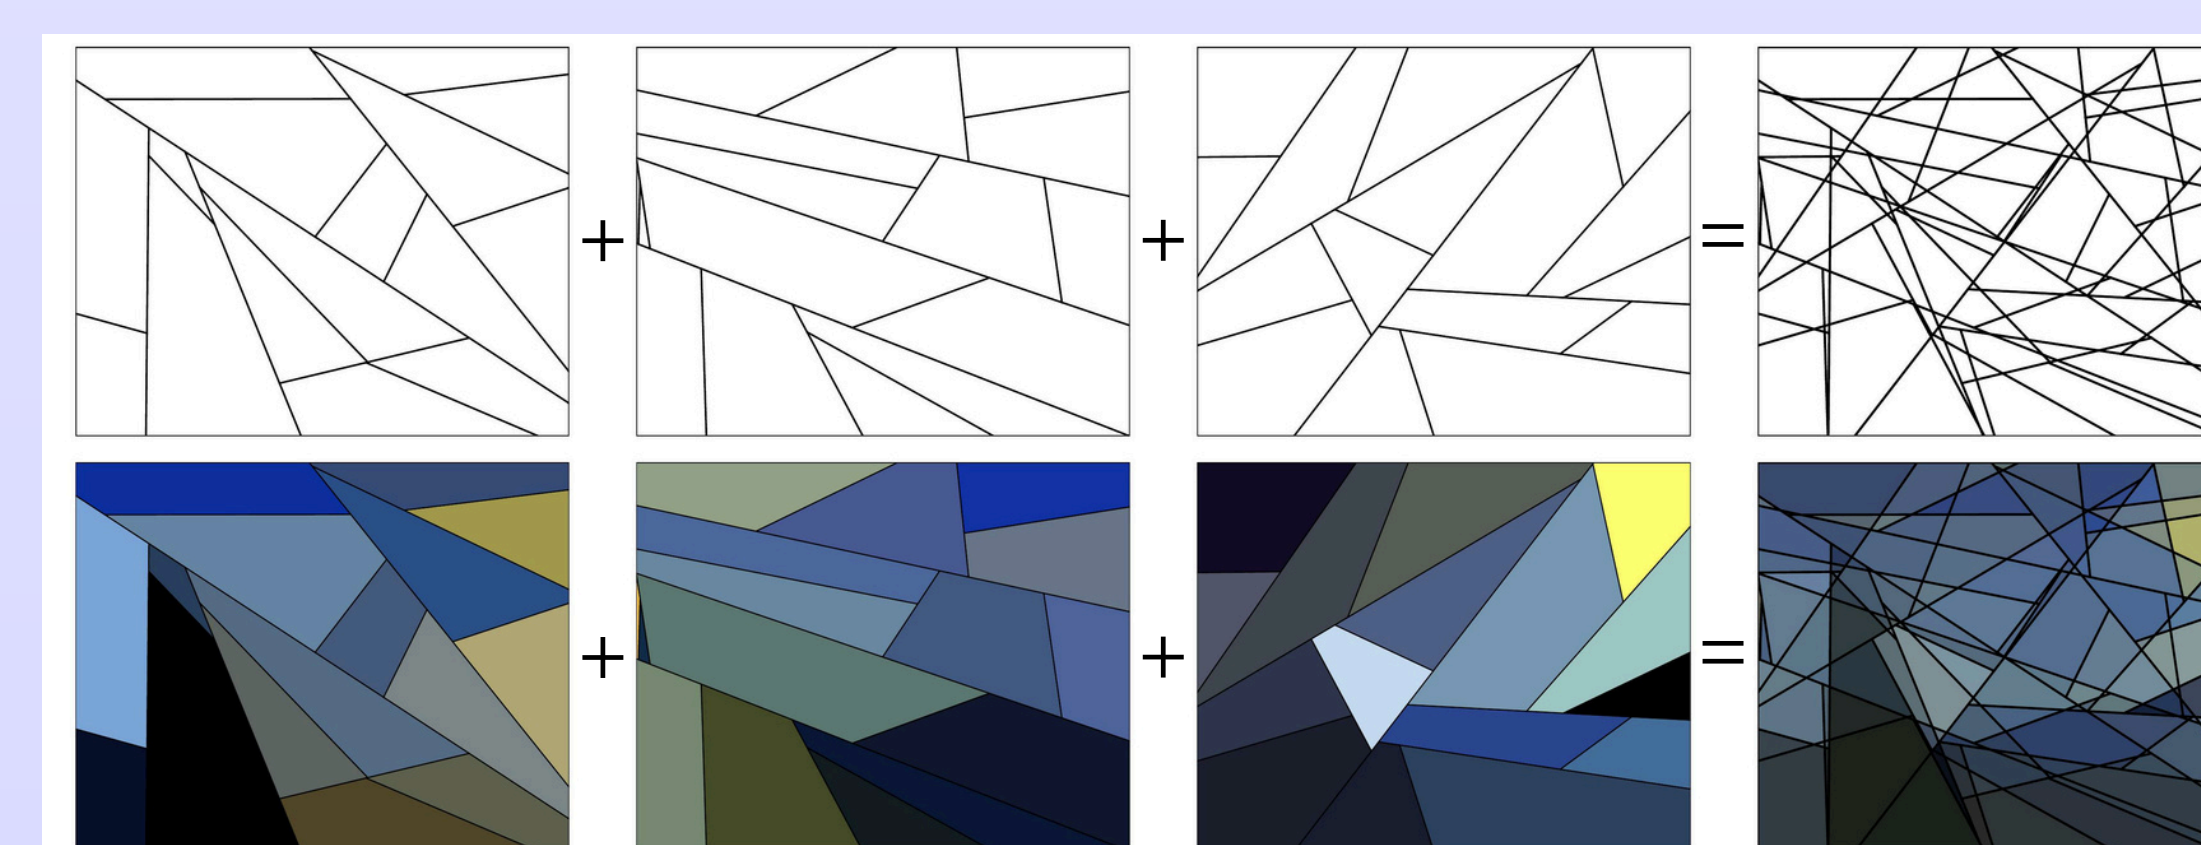 + + =
+ + =